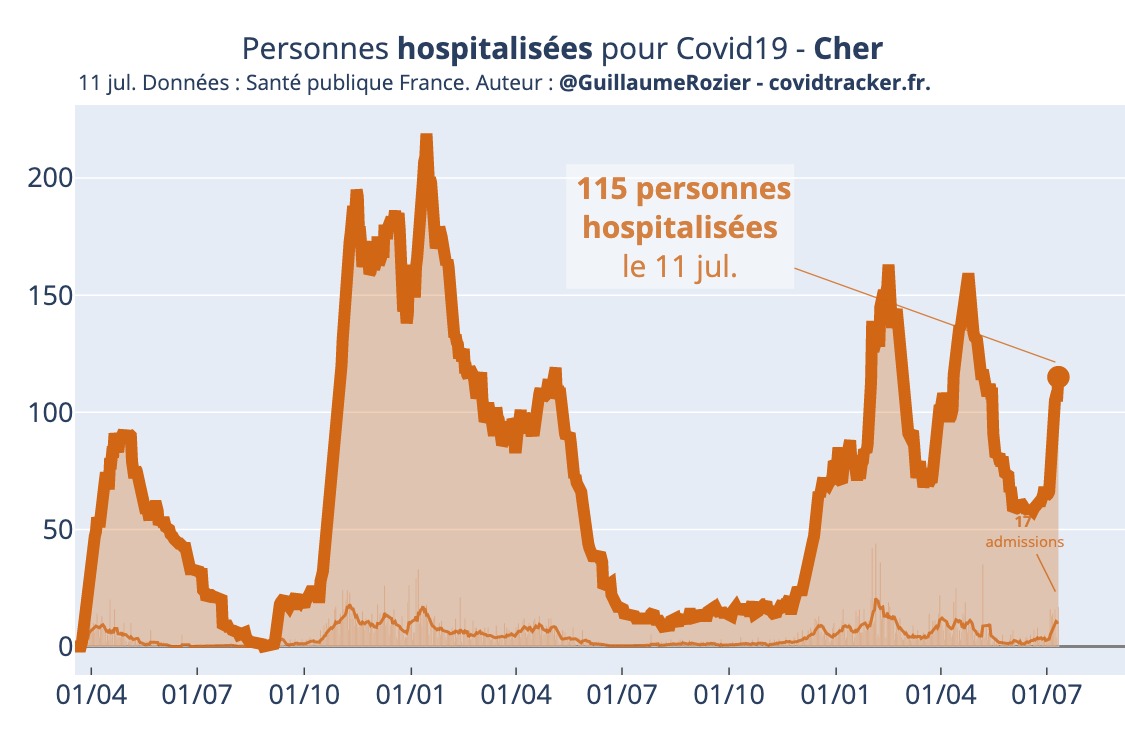 Personnes hospitalisées pour Covid19 - Cher
11 jul. Données : Santé publique France. Auteur : @GuillaumeRozier - covidtracker.fr.
200
150
100
50
0
115 personnes
hospitalisées
le 11 jul.
17
admissions
01/04 01/07 01/10 01/01 01/04 01/07 01/10 01/01 01/04 01/07